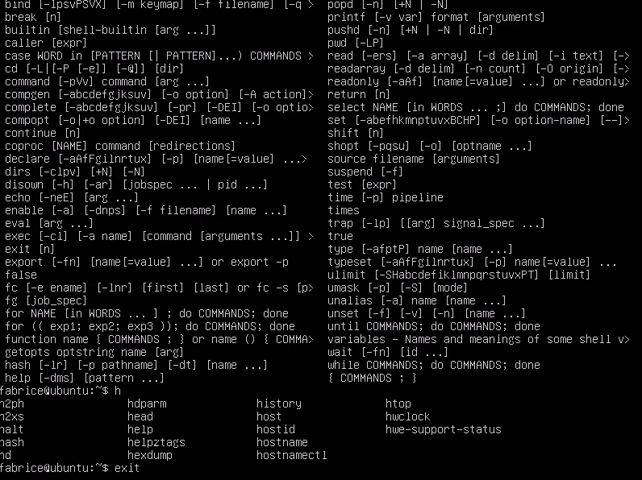 bind [-lpsvPSVX] [-m keymap] [-f filename] [-q > popd [-n] [+N | -N]
break [n] printf [-v var] format [arguments]
builtin [shell-builtin [arg ...]] pushd [-n] [+N | -N | dir]
caller [expr] pwd [-LP]
case WORD in [PATTERN [| PATTERN]...) COMMANDS > read [-ers] [-a array] [-d delim] [-i text] [->
cd [-L|[-P [-e]] [-@]] [dir] readarray [-d delim] [-n count] [-O origin] [->
command [-pVv] command [arg ...] readonly [-aAf] [name[=value] ...] or readonly>
compgen [-abcdefgjksuv] [-o option] [-A action]> return [n]
complete [-abcdefgjksuv] [-pr] [-DEI] [-o optio> select NAME [in WORDS ... ;] do COMMANDS; done
compopt [-o|+o option] [-DEI] [name ...] set [-abefhkmnptuvxBCHP] [-o option-name] [--]>
continue [n] shift [n]
coproc [NAME] command [redirections] shopt [-pqsu] [-o] [optname ...]
declare [-aAfFgilnrtux] [-p] [name[=value] ...> source filename [arguments]
dirs [-clpv] [+N] [-N] suspend [-f]
disown [-h] [-ar] [jobspec ... | pid ...] test [expr]
echo [-neE] [arg ...] time [-p] pipeline
enable [-a] [-dnps] [-f filename] [name ...] times
eval [arg ...] trap [-lp] [[arg] signal_spec ...]
exec [-cl] [-a name] [command [arguments ...]] > true
exit [n] type [-afptP] name [name ...]
export [-fn] [name[=value] ...] or export -p typeset [-aAfFgilnrtux] [-p] name[=value] ...
false ulimit [-SHabcdefiklmnpqrstuvxPT] [limit]
fc [-e ename] [-lnr] [first] [last] or fc -s [p> umask [-p] [-S] [mode]
fg [job_spec] unalias [-a] name [name ...]
for NAME [in WORDS ... ] ; do COMMANDS; done unset [-f] [-v] [-n] [name ...]
for (( exp1; exp2; exp3 )); do COMMANDS; done until COMMANDS; do COMMANDS; done
function name { COMMANDS ; } or name () { COMMA> variables - Names and meanings of some shell v>
getopts optstring name [arg] wait [-fn] [id ...]
hash [-lr] [-p pathname] [-dt] [name ...] while COMMANDS; do COMMANDS; done
help [-dms] [pattern ...] { COMMANDS ; }
fabrice@ubuntu:~$ h
h2ph hdparm history htop
h2xs head host hwclock
halt help hostid hwe-support-status
hash helpztags hostname
hd hexdump hostnamectl
fabrice@ubuntu:~$ exit